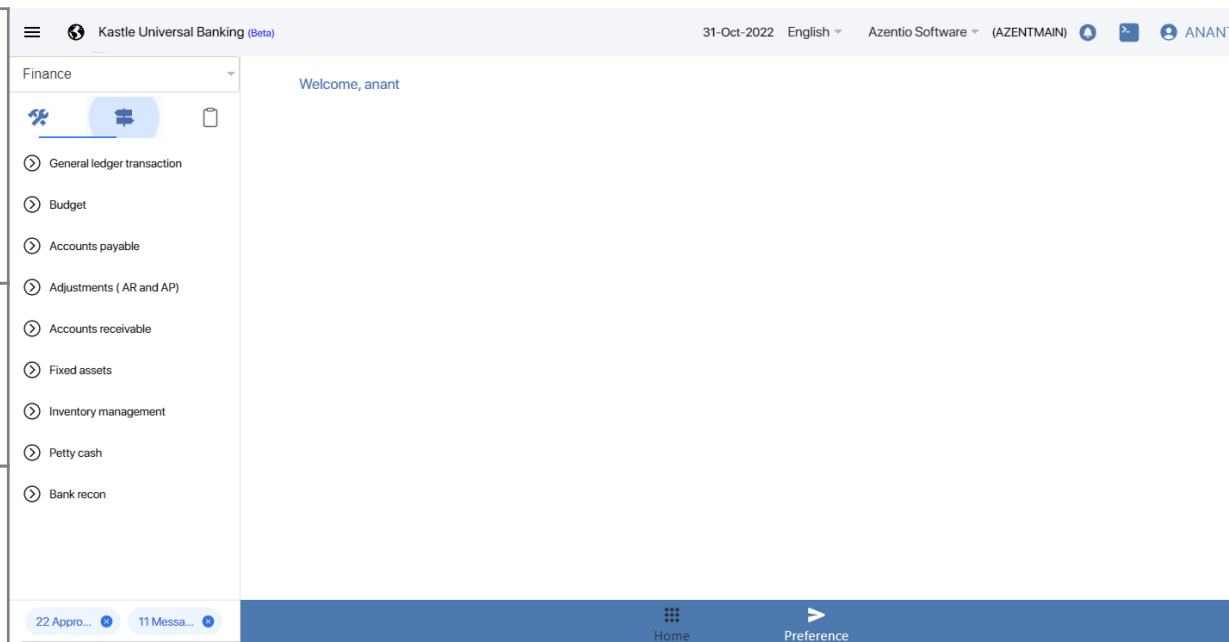 Kastle Universal Banking (Beta)
31-Oct-2022 English Azentio Software (AZENTMAIN) ANANT
Finance
Welcome, anant
General ledger transaction
Budget
Accounts payable
Adjustments ( AR and AP)
Accounts receivable
Fixed assets
Inventory management
Petty cash
Bank recon
22 Appro... 11 Messa...
Home Preference